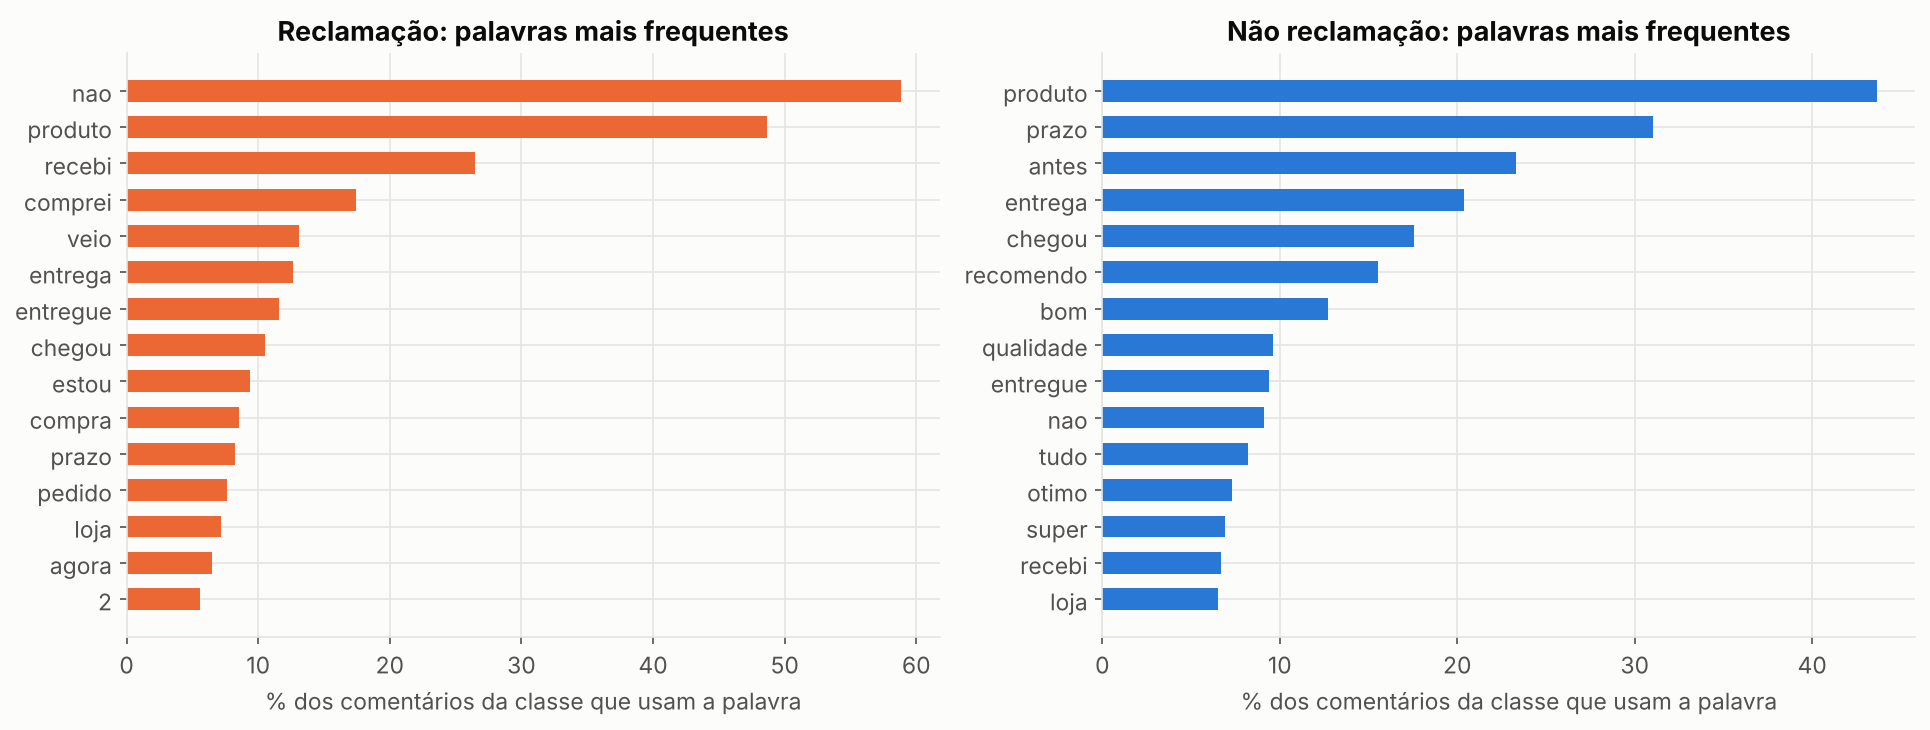 Reclamação: palavras mais frequentes
nao
produto
recebi
comprei
veio
entrega
entregue
chegou
estou
compra
prazo
pedido
loja
agora
2
0 10 20 30 40 50 60
% dos comentários da classe que usam a palavra
Não reclamação: palavras mais frequentes
produto
prazo
antes
entrega
chegou
recomendo
bom
qualidade
entregue
nao
tudo
otimo
super
recebi
loja
0 10 20 30 40
% dos comentários da classe que usam a palavra